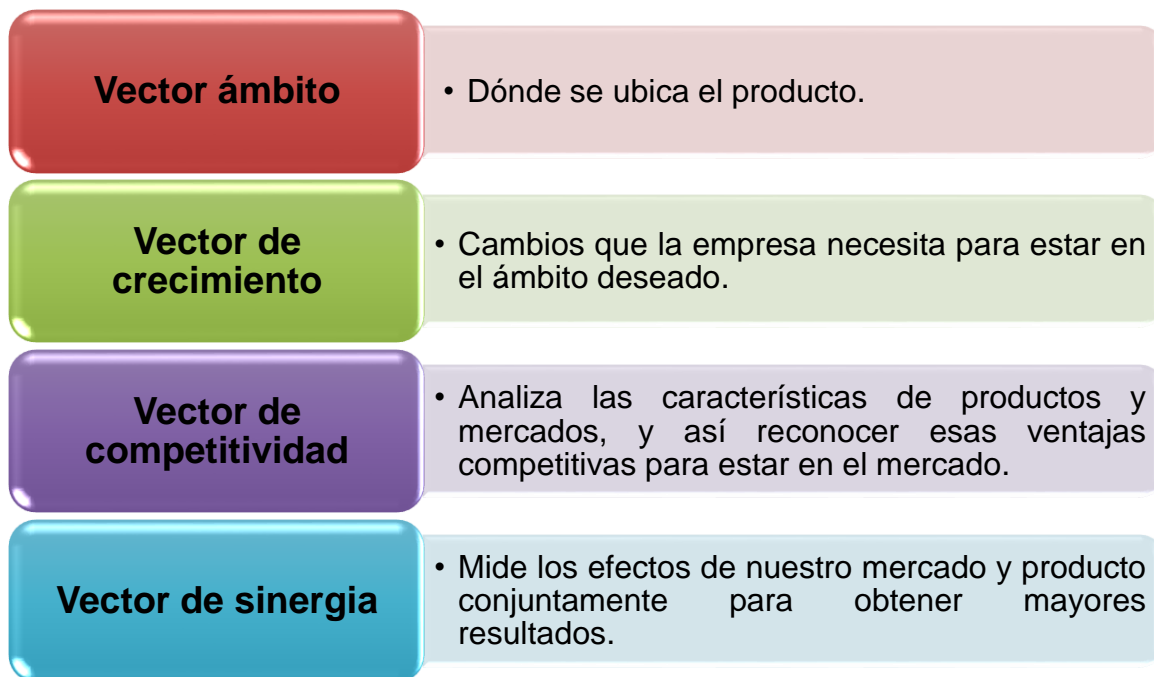 Vector ámbito
• Dónde se ubica el producto.
Vector de
crecimiento
• Cambios que la empresa necesita para estar en
el ámbito deseado.
Vector de
competitividad
• Analiza las características de productos y
mercados, y así reconocer esas ventajas
competitivas para estar en el mercado.
Vector de sinergia
• Mide los efectos de nuestro mercado y producto
conjuntamente para obtener mayores
resultados.